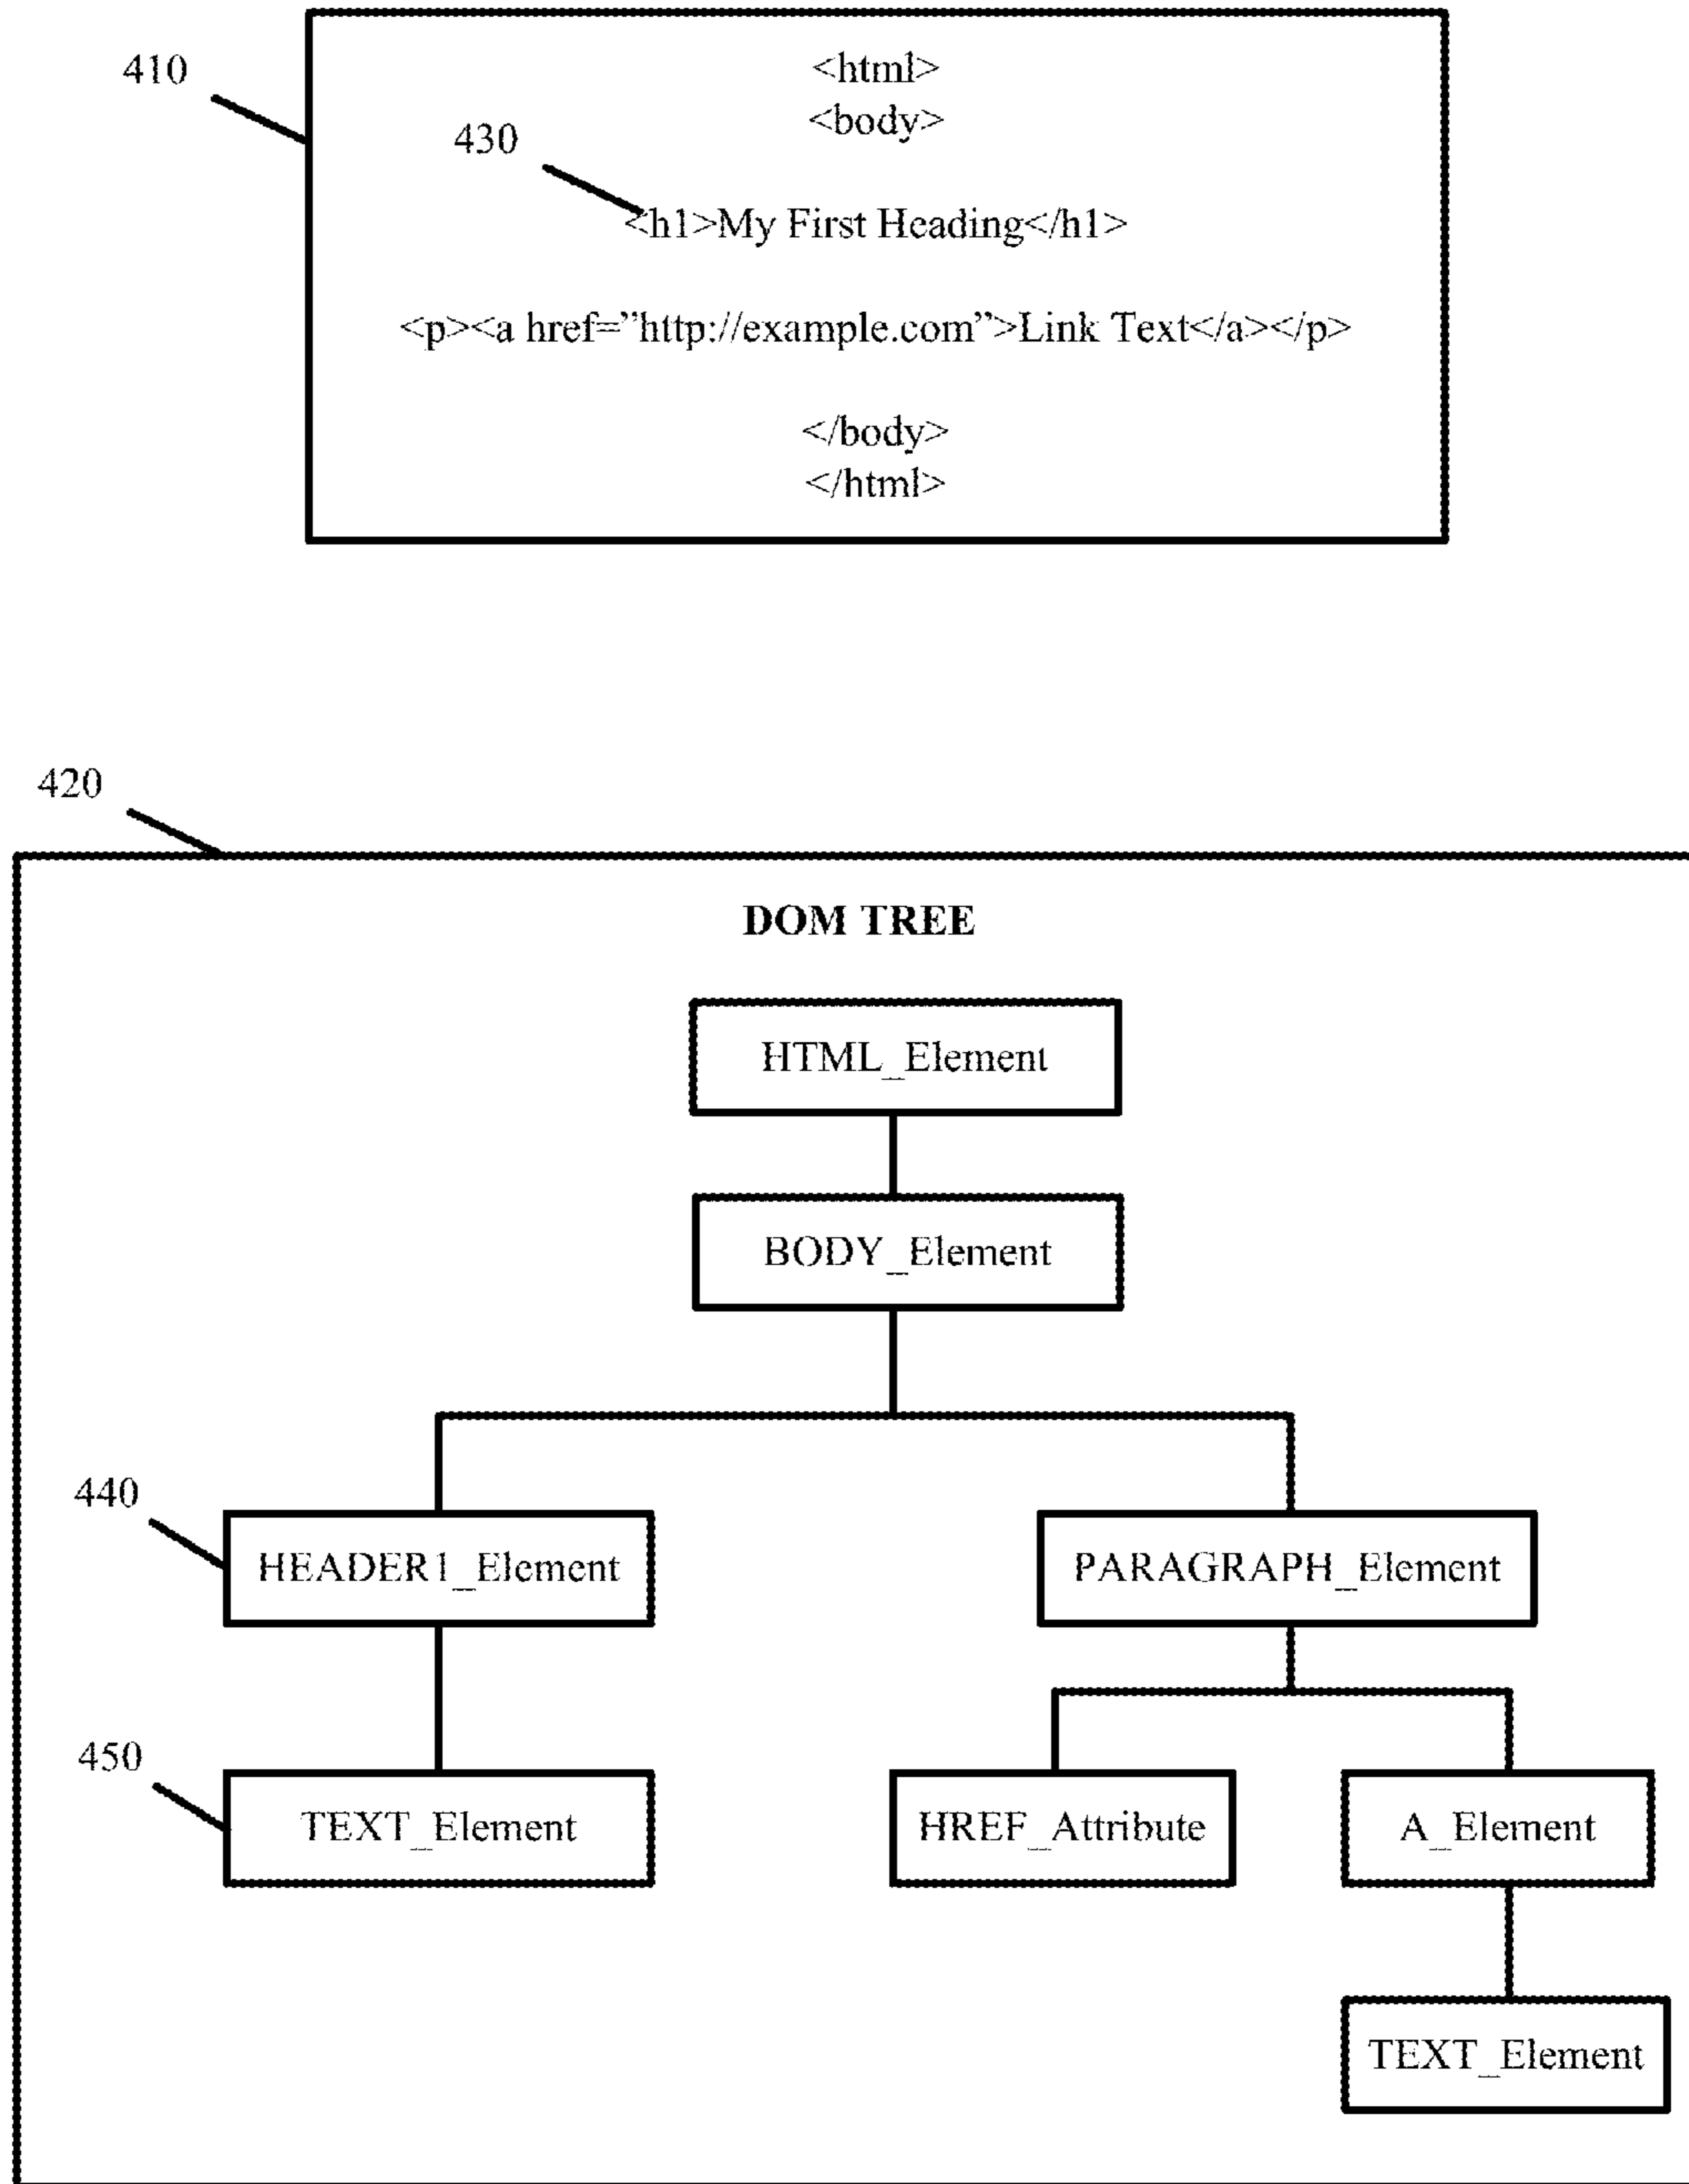 410
<html>
<body>
430
<h1>My First Heading</h1>
<p><a href=”http://example.com”>Link Text</a></p>
</body>
</html>
420
DOM TREE
HTML_Element
BODY_Element
440
HEADER1_Element
PARAGRAPH_Element
450
TEXT_Element
HREF_Attribute
A_Element
TEXT_Element